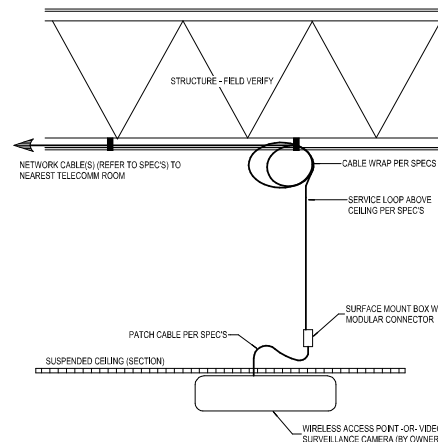 STRUCTURE - FIELD VERIFY
NETWORK CABLE(S) (REFER TO SPEC'S) TO
NEAREST TELECOMM ROOM
CABLE WRAP PER SPECS
SERVICE LOOP ABOVE
CEILING PER SPEC'S
SURFACE MOUNT BOX W
MODULAR CONNECTOR
PATCH CABLE PER SPEC'S
SUSPENDED CEILING (SECTION)
WIRELESS ACCESS POINT -OR- VIDEO
SURVEILLANCE CAMERA (BY OWNER